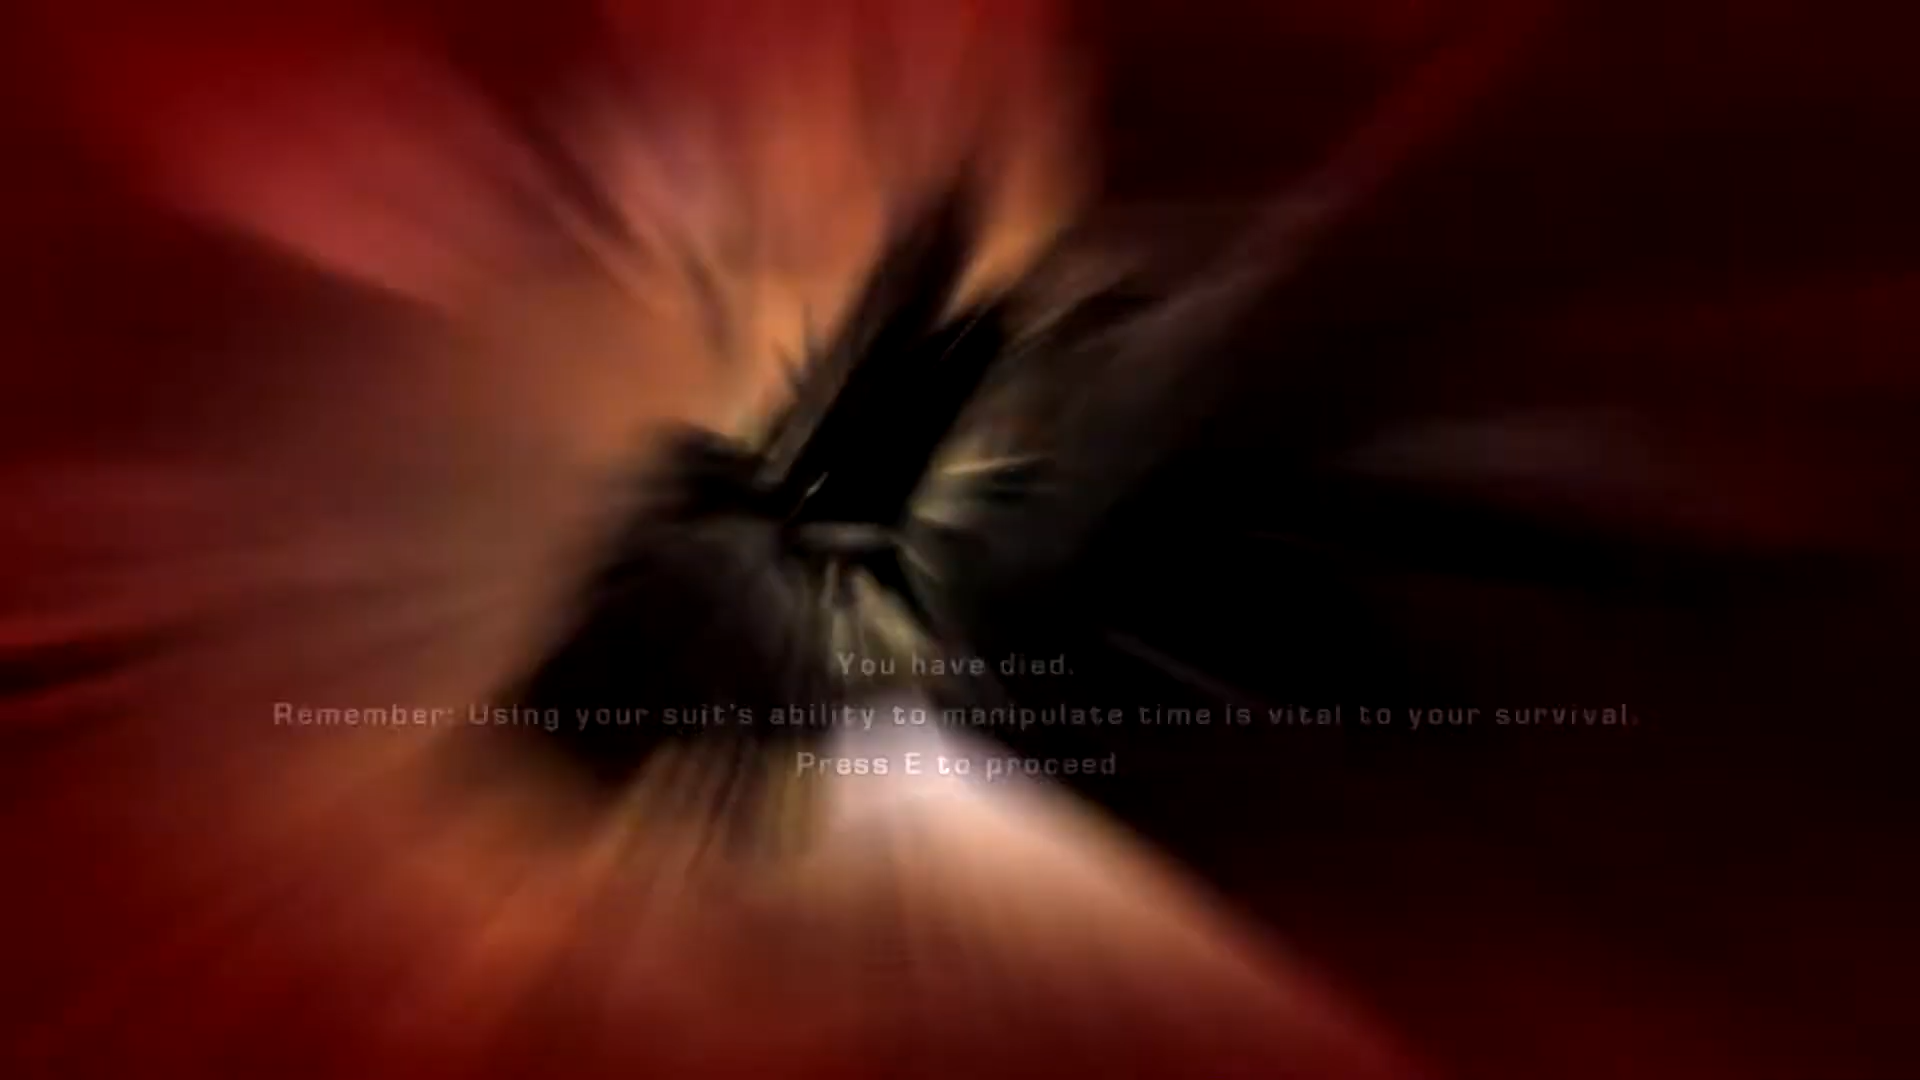 You have died.
Remember: Using your suit's ability to manipulate time is vital to your survival.
Press E to proceed